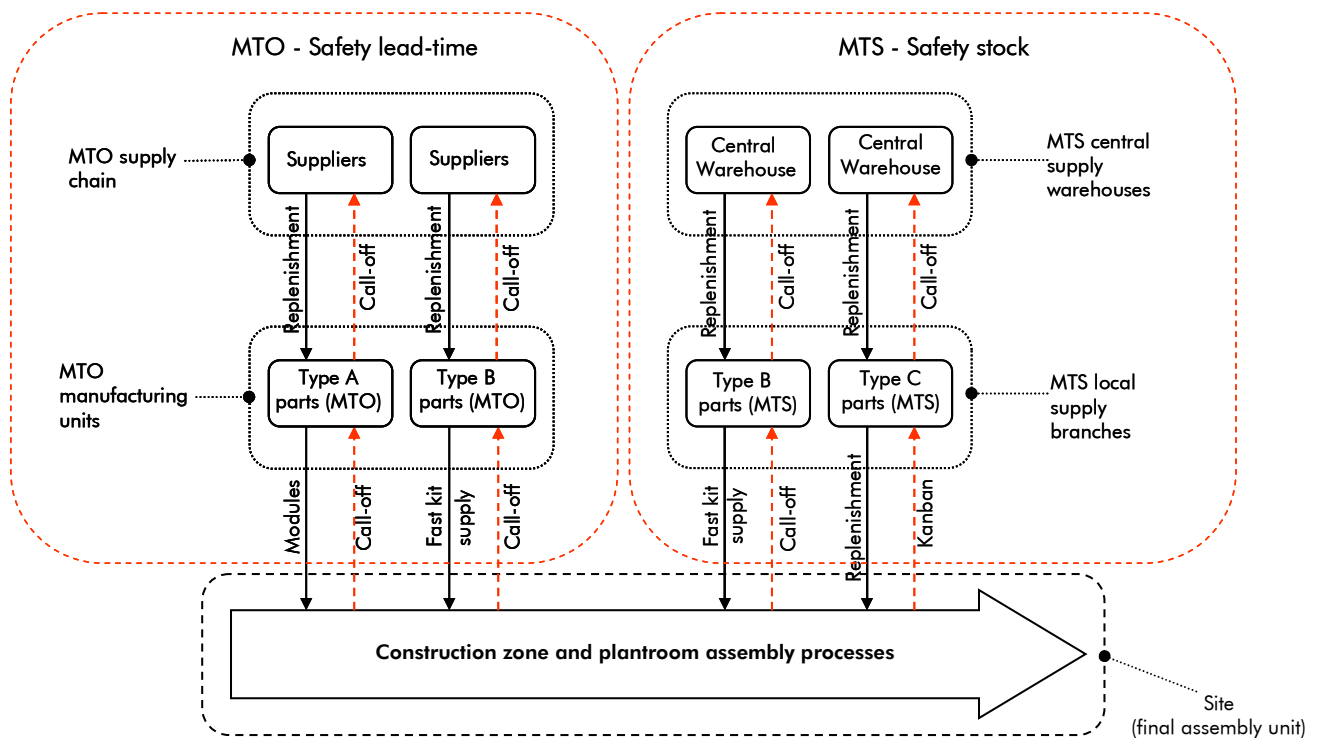 MTO - Safety lead-time
MTS - Safety stock
MTO supply
chain
Suppliers
Suppliers
Central
Warehouse
Central
Warehouse
MTS central
supply
warehouses
Replenishment
Call-off
Replenishment
Call-off
Replenishment
Call-off
Replenishment
Call-off
MTO
manufacturing
units
Type A
parts (MTO)
Type B
parts (MTO)
Type B
parts (MTS)
Type C
parts (MTS)
MTS local
supply
branches
Modules
Call-off
Fast kit
supply
Call-off
Fast kit
supply
Call-off
Replenishment
Kanban
Construction zone and plantroom assembly processes
Site
(final assembly unit)